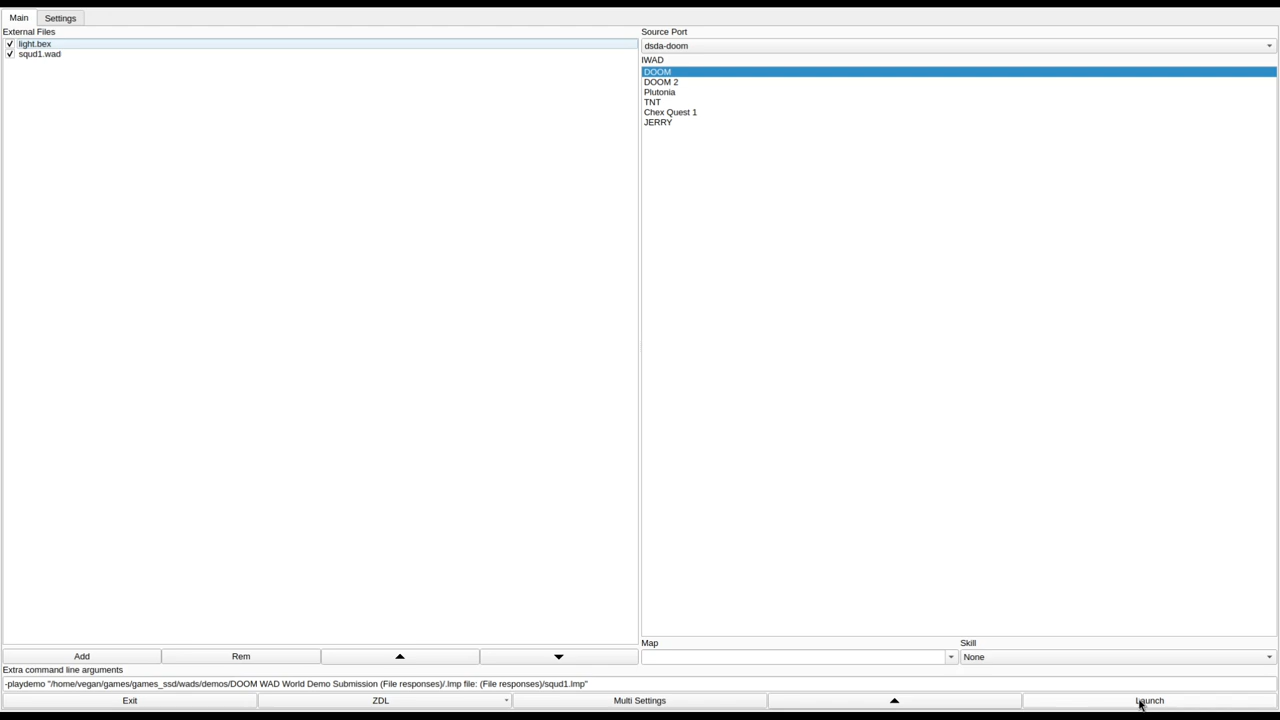 Main Settings
External Files
light.bex
squd1.wad
Add Rem
Source Port
dsda-doom
IWAD
DOOM
DOOM 2
Plutonia
TNT
Chex Quest 1
JERRY
Map Skill
None
Extra command line arguments
-playdemo "/home/vegan/games/games_ssd/wads/demos/DOOM WAD World Demo Submission (File responses)/.lmp file: (File responses)/squd1.lmp"
Exit ZDL Multi Settings Launch